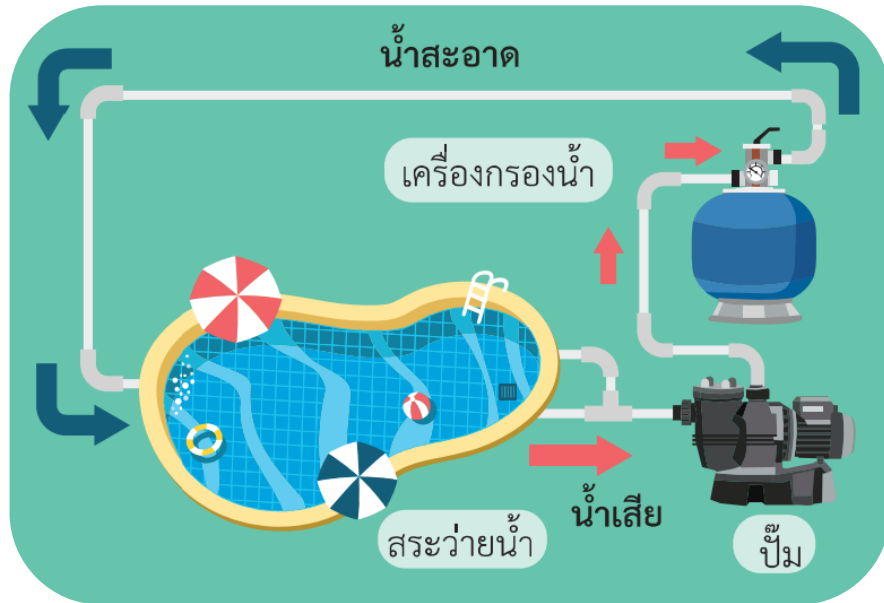 น้ำสะอาด
เครื่องกรองน้ำ
น้ำเสีย
สระว่ายน้ำ
ปั๊ม